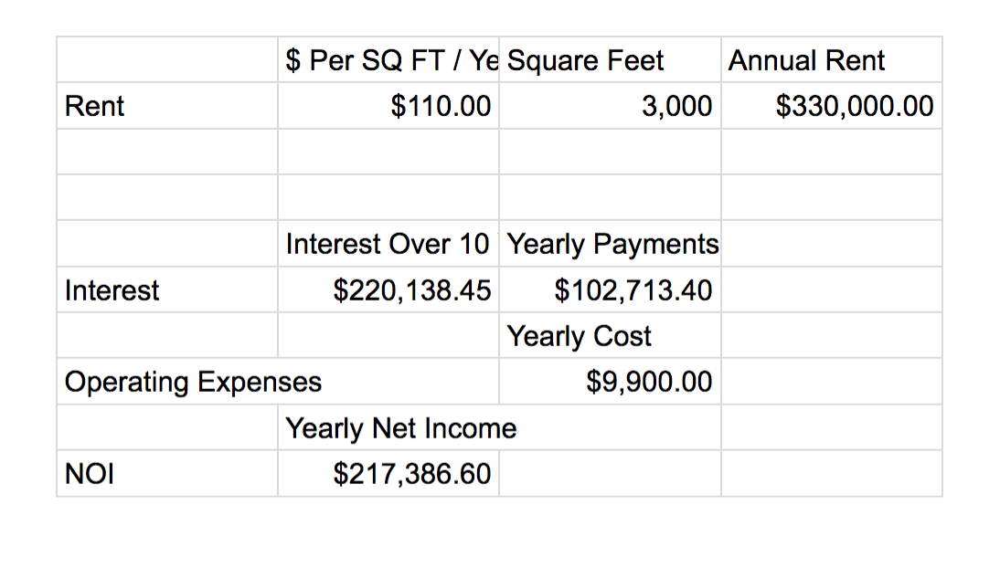 $ Per SQ FT / Ye Square Feet Annual Rent
Rent $110.00 3,000 $330,000.00
Interest Over 10 Yearly Payments
Interest $220,138.45 $102,713.40
Yearly Cost
Operating Expenses $9,900.00
Yearly Net Income
NOI $217,386.60